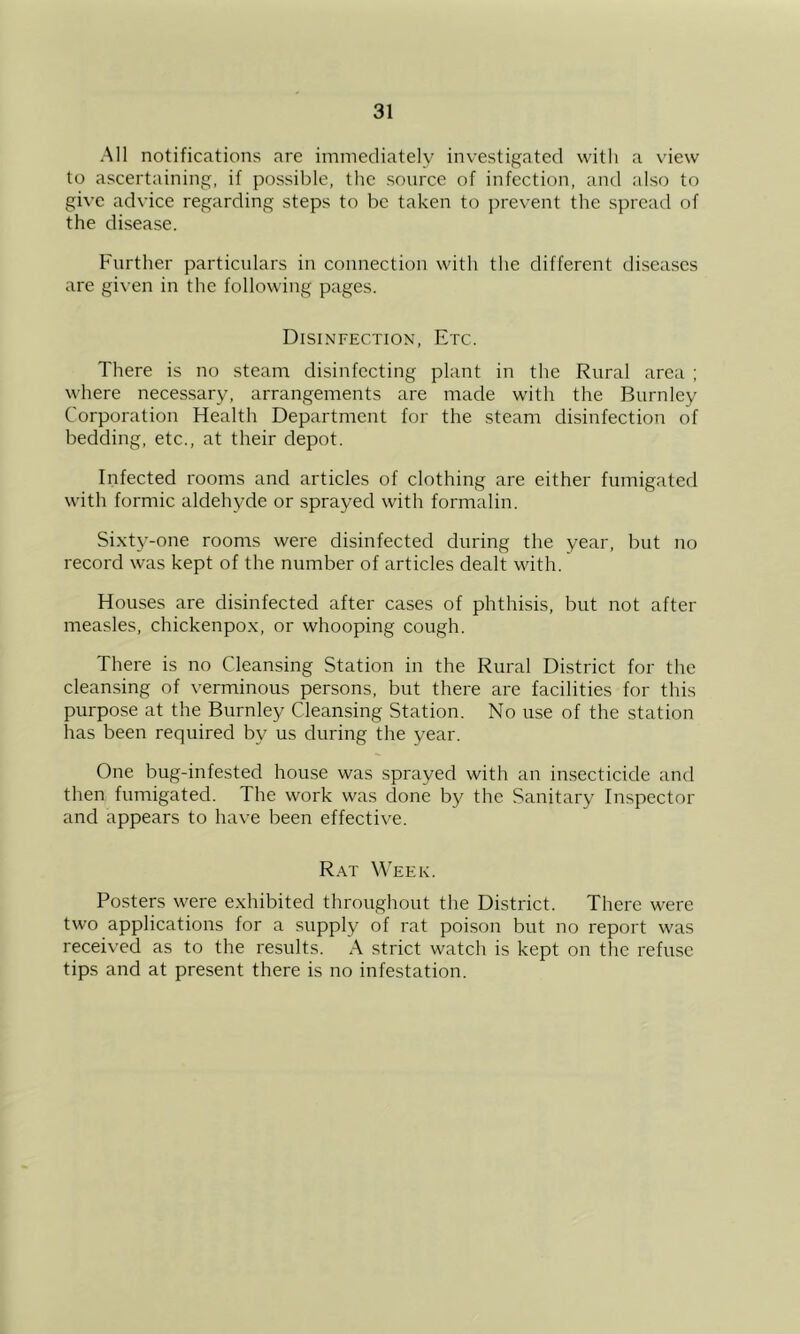 31
All notifications are immediately investigated with a view
to ascertaining, if possible, the source of infection, and also to
give advice regarding steps to be taken to prevent the spread of
the disease.
Further particulars in connection with the different diseases
are given in the following pages.
Disinfection, Etc.
There is no steam disinfecting plant in the Rural area ;
where necessary, arrangements are made with the Burnley
Corporation Health Department for the steam disinfection of
bedding, etc., at their depot.
Infected rooms and articles of clothing are either fumigated
with formic aldehyde or sprayed with formalin.
Sixty-one rooms were disinfected during the year, but no
record was kept of the number of articles dealt with.
Houses are disinfected after cases of phthisis, but not after
measles, chickenpox, or whooping cough.
There is no Cleansing Station in the Rural District for the
cleansing of verminous persons, but there are facilities for this
purpose at the Burnley Cleansing Station. No use of the station
has been required by us during the year.
One bug-infested house was sprayed with an insecticide and
then fumigated. The work was done by the Sanitary Inspector
and appears to have been effective.
Rat Week.
Posters were exhibited throughout the District. There were
two applications for a supply of rat poison but no report was
received as to the results. A strict watch is kept on the refuse
tips and at present there is no infestation.